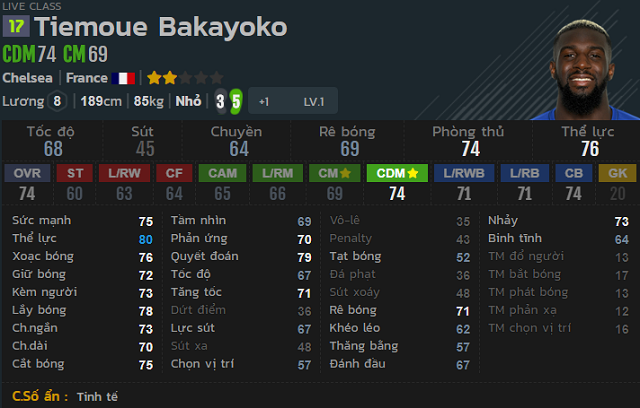 LIVE CLASS
17 Tiemoue Bakayoko
CDM 74 CM 69
Chelsea | France
Lương 8 | 189cm | 85kg | Nhỏ | 3 5 +1 LV.1
Tốc độ Sút Chuyền Rê bóng Phòng thủ Thể lực
68 45 64 69 74 76
OVR ST L/RW CF CAM L/RM CM CDM L/RWB L/RB CB GK
74 60 63 64 65 66 69 74 71 71 74 20
Sức mạnh 75 Tầm nhìn 69 Vô-lê 35 Nhảy 73
Thể lực 80 Phản ứng 70 Penalty 43 Bình tĩnh 64
Xoạc bóng 76 Quyết đoán 79 Tạt bóng 52 TM đổ người 13
Giữ bóng 72 Tốc độ 67 Đá phạt 36 TM bắt bóng 17
Kèm người 73 Tăng tốc 71 Sút xoáy 48 TM phát bóng 13
Lấy bóng 78 Dứt điểm 36 Rê bóng 71 TM phản xạ 12
Ch.ngắn 73 Lực sút 67 Khéo léo 62 TM chọn vị trí 16
Ch.dài 70 Sút xa 48 Thăng bằng 57
Cắt bóng 75 Chọn vị trí 57 Đánh đầu 67
C.Số ẩn : Tinh tế